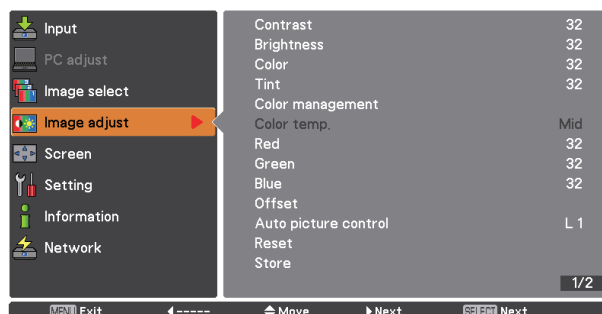 Input
PC adjust
Image select
Image adjust
Screen
Setting
Information
Network
Contrast 32
Brightness 32
Color 32
Tint 32
Color management
Color temp. Mid
Red 32
Green 32
Blue 32
Offset
Auto picture control L 1
Reset
Store
1/2
MENU Exit ----- Move Next SELECT Next